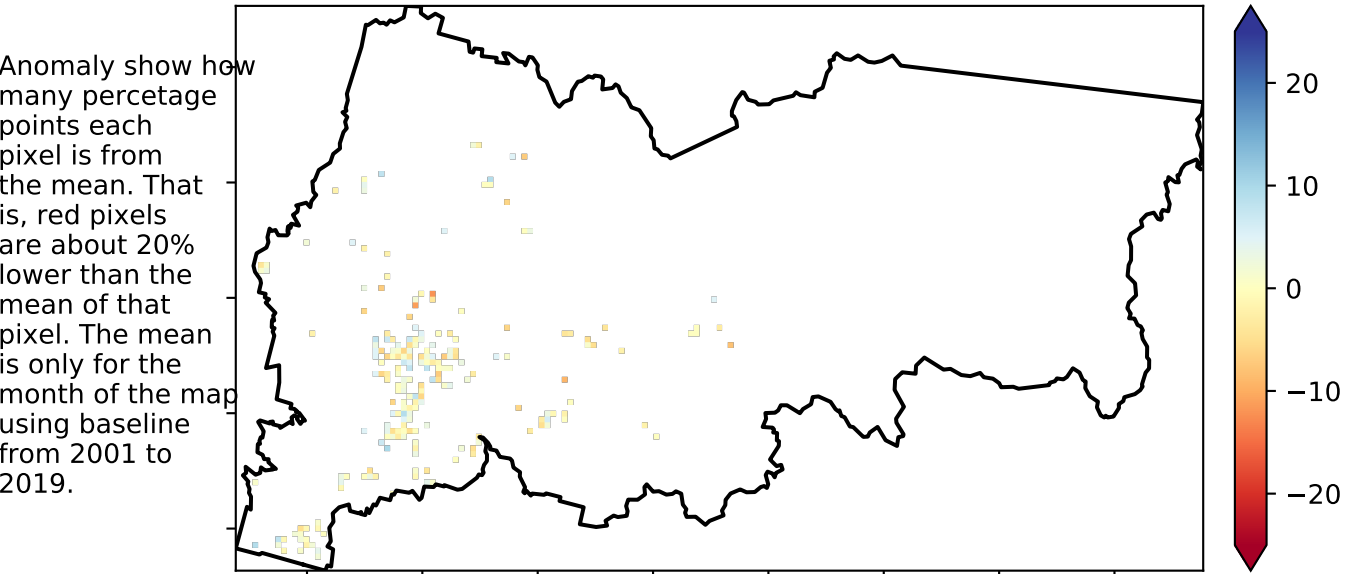 Anomaly show how
many percetage
points each
pixel is from
the mean. That
is, red pixels
are about 20%
lower than the
mean of that
pixel. The mean
is only for the
month of the map
using baseline
from 2001 to
2019.
20
10
0
−10
−20